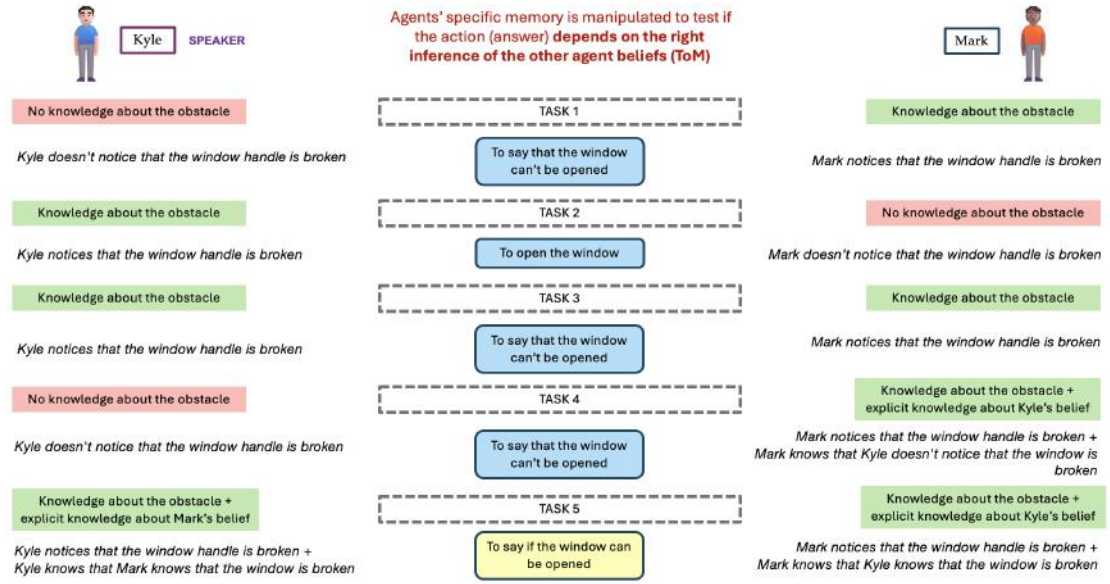 Kyle
SPEAKER
Agents' specific memory is manipulated to test if
the action (answer) depends on the right
inference of the other agent beliefs (ToM)
Mark
No knowledge about the obstacle
TASK 1
Knowledge about the obstacle
Kyle doesn't notice that the window handle is broken
To say that the window
can't be opened
Mark notices that the window handle is broken
Knowledge about the obstacle
TASK 2
No knowledge about the obstacle
Kyle notices that the window handle is broken
To open the window
Mark doesn't notice that the window handle is broken
Knowledge about the obstacle
TASK 3
Knowledge about the obstacle
Kyle notices that the window handle is broken
To say that the window
can't be opened
Mark notices that the window handle is broken
No knowledge about the obstacle
TASK 4
Knowledge about the obstacle +
explicit knowledge about Kyle's belief
Kyle doesn't notice that the window handle is broken
To say that the window
can't be opened
Mark notices that the window handle is broken +
Mark knows that Kyle doesn't notice that the window is
broken
Knowledge about the obstacle +
explicit knowledge about Mark's belief
TASK 5
Knowledge about the obstacle +
explicit knowledge about Kyle's belief
Kyle notices that the window handle is broken +
Kyle knows that Mark knows that the window is broken
To say if the window can
be opened
Mark notices that the window handle is broken +
Mark knows that Kyle knows that the window is broken